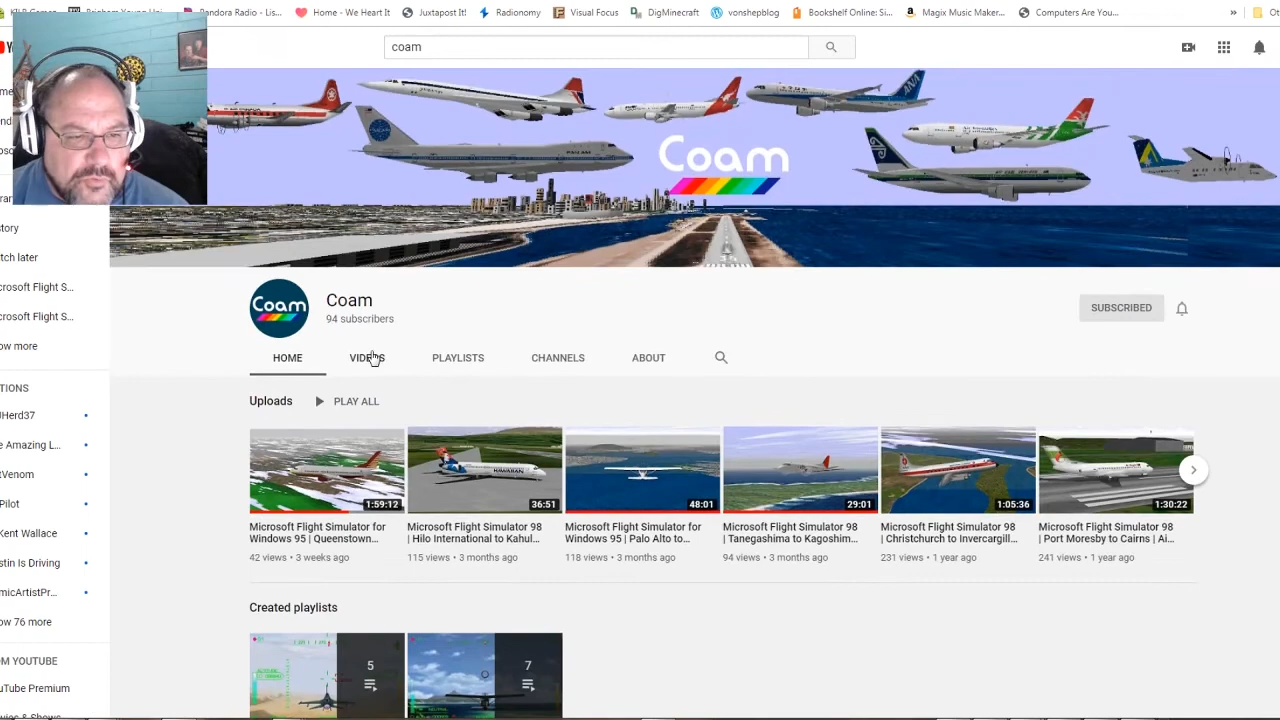 Pandora Radio - Lis...
Home - We Heart It
Juxtapost It!
Radionomy
Visual Focus
DigMinecraft
vonshepblog
Bookshelf Online: Si...
Magix Music Maker...
Computers Are You...
»
coam
Coam
ANA
Coam
Coam
94 subscribers
SUBSCRIBED
HOME
VIDEOS
PLAYLISTS
CHANNELS
ABOUT
story
tch later
crosoft Flight S...
crosoft Flight S...
ow more
TIONS
JHerd37
e Amazing L...
tVenom
Pilot
Kent Wallace
stin Is Driving
micArtistPr...
ow 76 more
OM YOUTUBE
uTube Premium
Uploads
PLAY ALL
1:59:12
Microsoft Flight Simulator for
Windows 95 | Queenstown...
42 views • 3 weeks ago
HAWAIIAN
36:51
Microsoft Flight Simulator 98
| Hilo International to Kahul...
115 views • 3 months ago
48:01
Microsoft Flight Simulator for
Windows 95 | Palo Alto to...
118 views • 3 months ago
29:01
Microsoft Flight Simulator 98
| Tanegashima to Kagoshim...
94 views • 3 months ago
1:05:36
Microsoft Flight Simulator 98
| Christchurch to Invercargill...
231 views • 1 year ago
1:30:22
Microsoft Flight Simulator 98
| Port Moresby to Cairns | Ai...
241 views • 1 year ago
Created playlists
5
7